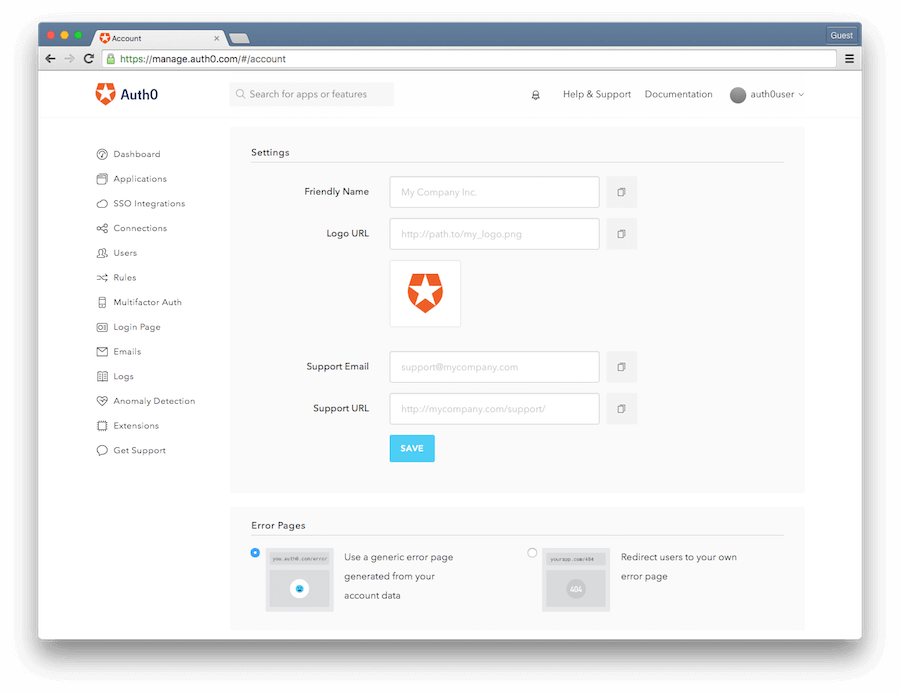 Account
Guest
https://manage.auth0.com/#/account
Auth0
Search for apps or features
Help & Support
Documentation
auth0user
Dashboard
Applications
SSO Integrations
Connections
Users
Rules
Multifactor Auth
Login Page
Emails
Logs
Anomaly Detection
Extensions
Get Support
Settings
Friendly Name
My Company Inc.
Logo URL
http://path.to/my_logo.png
Support Email
support@mycompany.com
Support URL
http://mycompany.com/support/
SAVE
Error Pages
you.auth0.com/error
Use a generic error page
generated from your
account data
yourapp.com/404
404
Redirect users to your own
error page